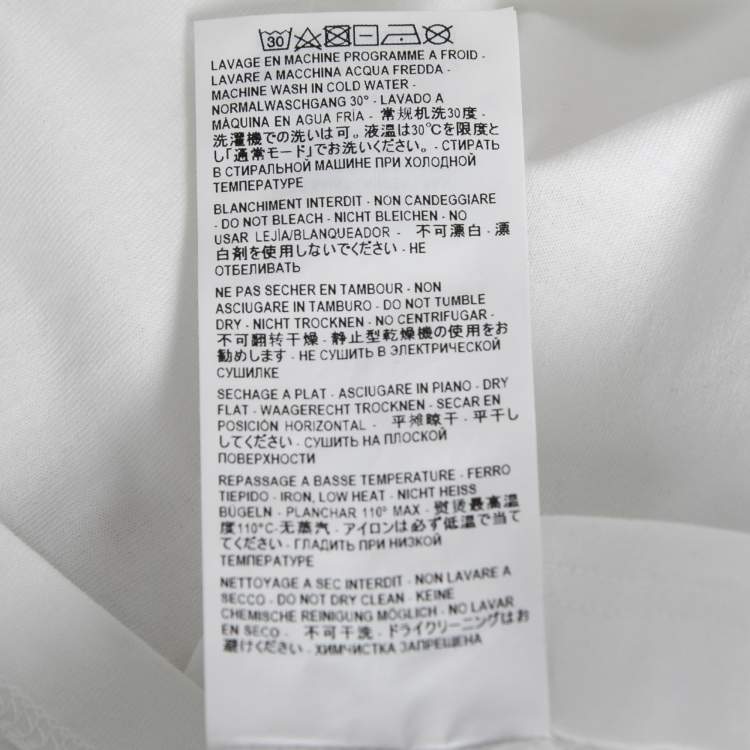 30
LAVAGE EN MACHINE PROGRAMME A FROID -
LAVARE A MACCHINA ACQUA FREDDA -
MACHINE WASH IN COLD WATER -
NORMALWASCHGANG 30° - LAVADO A
MÁQUINA EN AGUA FRÍA - 常规机洗30度 -
洗濯機での洗いは可。液温は30℃を限度と
し「通常モード」でお洗いください。- СТИРАТЬ
В СТИРАЛЬНОЙ МАШИНЕ ПРИ ХОЛОДНОЙ
ТЕМПЕРАТУРЕ
BLANCHIMENT INTERDIT - NON CANDEGGIARE
- DO NOT BLEACH - NICHT BLEICHEN - NO
USAR LEJÍA/BLANQUEADOR - 不可漂白 - 漂
白剤を使用しないでください - НЕ
ОТБЕЛИВАТЬ
NE PAS SECHER EN TAMBOUR - NON
ASCIUGARE IN TAMBURO - DO NOT TUMBLE
DRY - NICHT TROCKNEN - NO CENTRIFUGAR -
不可翻转干燥 - 静止型乾燥機の使用をお
勧めします - НЕ СУШИТЬ В ЭЛЕКТРИЧЕСКОЙ
СУШИЛКЕ
SECHAGE A PLAT - ASCIUGARE IN PIANO - DRY
FLAT - WAAGERECHT TROCKNEN - SECAR EN
POSICIÓN HORIZONTAL - 平摊晾干 - 平干し
してください - СУШИТЬ НА ПЛОСКОЙ
ПОВЕРХНОСТИ
REPASSAGE A BASSE TEMPERATURE - FERRO
TIEPIDO - IRON, LOW HEAT - NICHT HEISS
BÜGELN - PLANCHAR 110° MAX - 熨烫最高温
度110°C-无蒸汽 - アイロンは必ず低温で当て
てください - ГЛАДИТЬ ПРИ НИЗКОЙ
ТЕМПЕРАТУРЕ
NETTOYAGE A SEC INTERDIT - NON LAVARE A
SECCO - DO NOT DRY CLEAN - KEINE
CHEMISCHE REINIGUNG MÖGLICH - NO LAVAR
EN SECO - 不可干洗 - ドライクリーニングはお
避けください - ХИМЧИСТКА ЗАПРЕЩЕНА